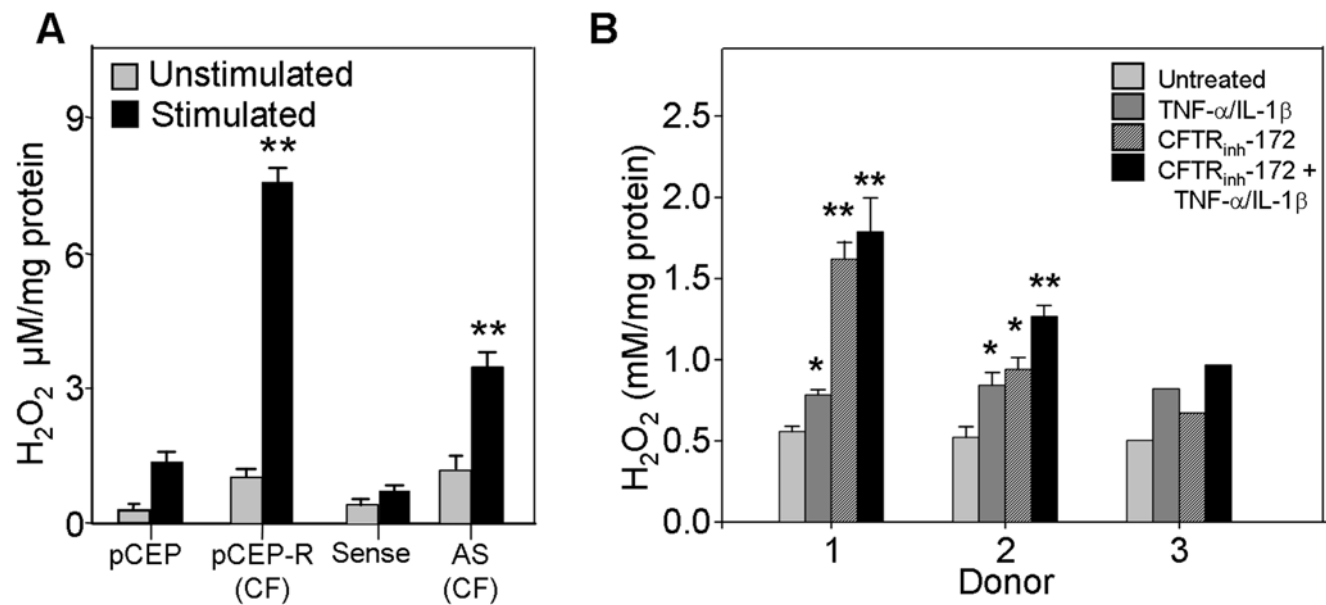 A
Unstimulated
Stimulated
H₂O₂ µM/mg protein
9
6
3
0
**
**
pCEP
pCEP-R
(CF)
Sense
AS
(CF)
B
Untreated
TNF-α/IL-1β
CFTRinh-172
CFTRinh-172 +
TNF-α/IL-1β
H₂O₂ (mM/mg protein)
2.5
2.0
1.5
1.0
0.5
0.0
*
**
**
*
*
**
1
2
3
Donor